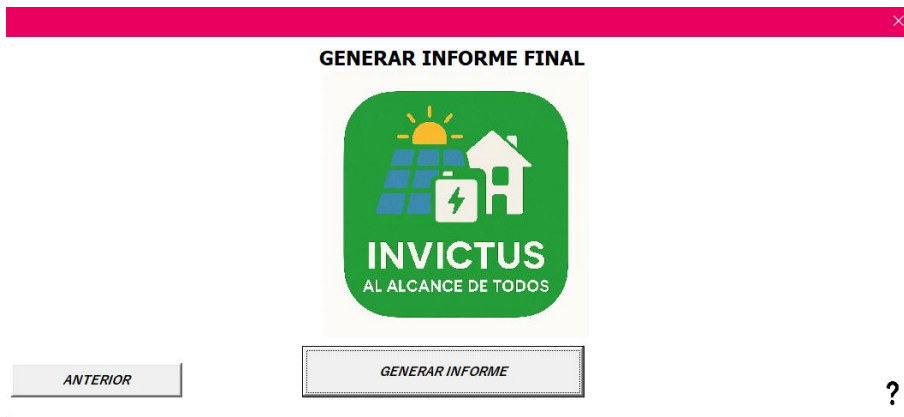 GENERAR INFORME FINAL
INVICTUS
AL ALCANCE DE TODOS
GENERAR INFORME
ANTERIOR
?